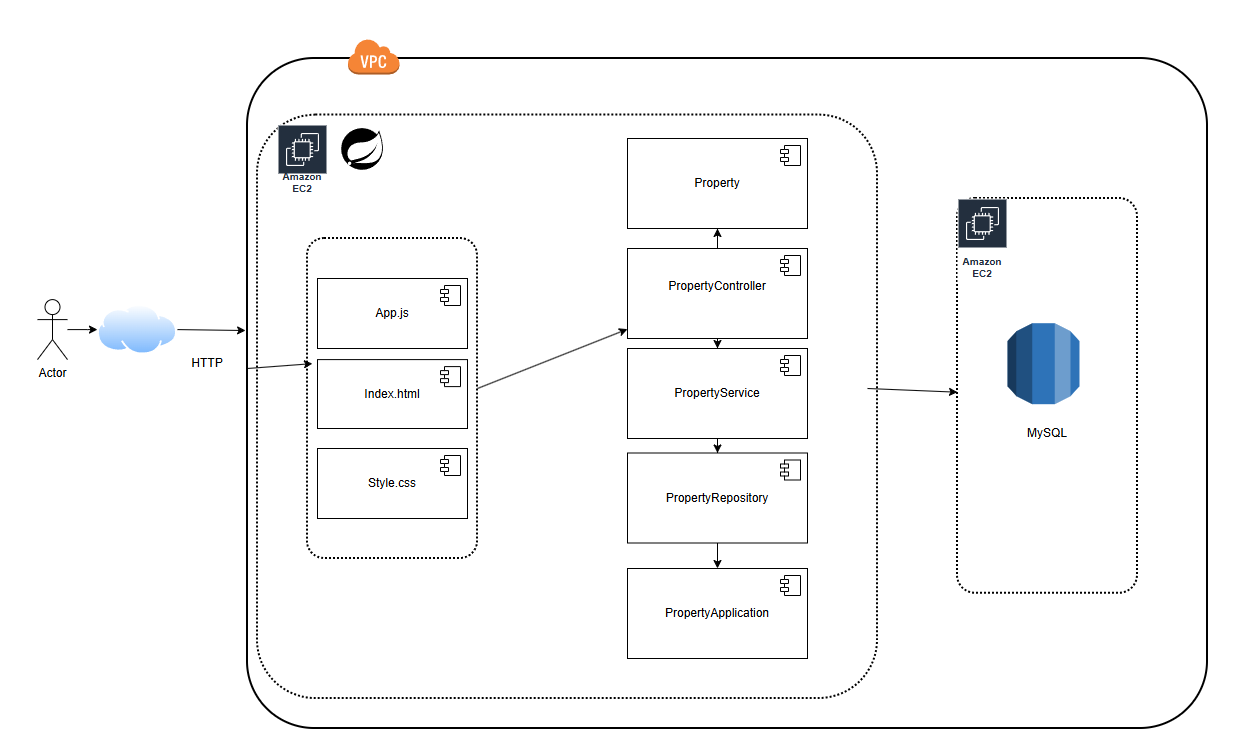 VPC
Amazon
EC2
Property
PropertyController
App.js
HTTP
Actor
Index.html
PropertyService
Style.css
PropertyRepository
PropertyApplication
Amazon
EC2
MySQL